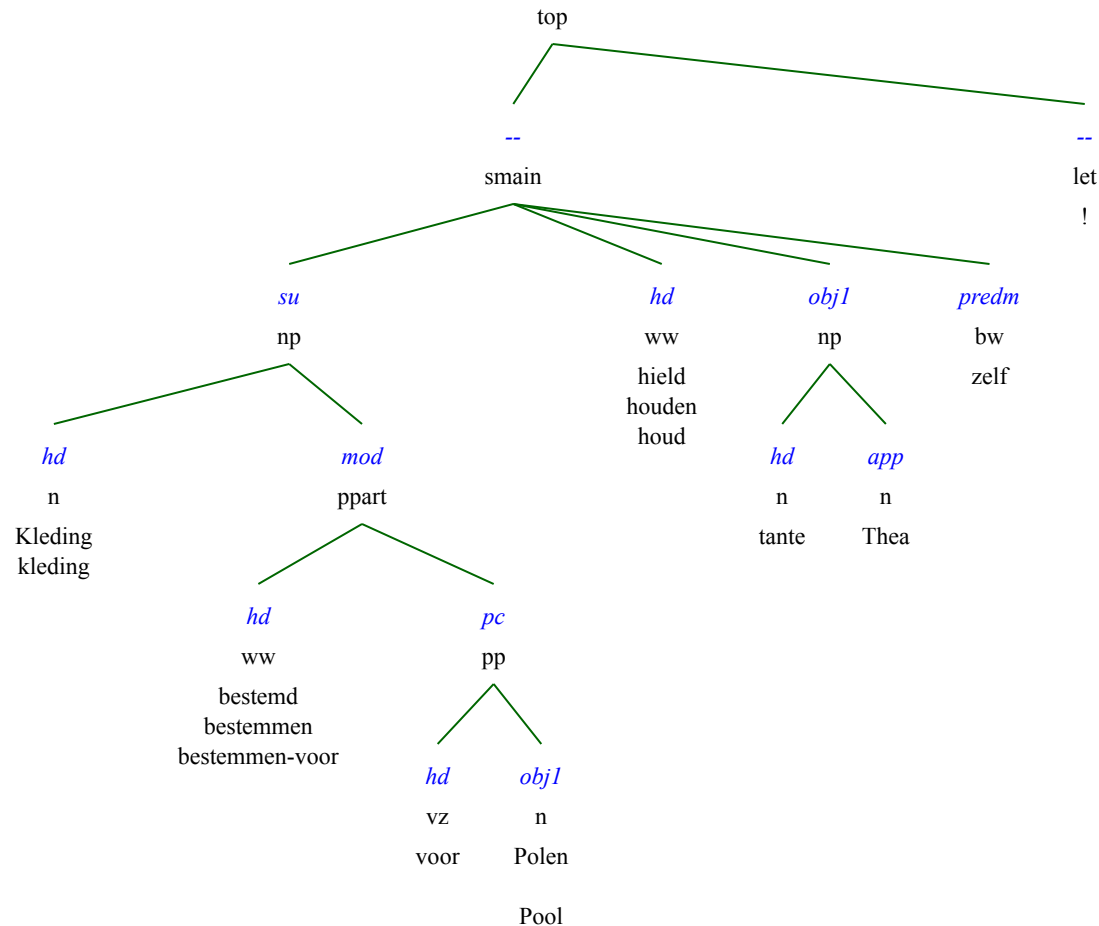 top
-- --
smain let
!
su hd obj1 predm
np ww np bw
hield zelf
houden
houd
hd mod hd app
n ppart n n
Kleding tante Thea
kleding
hd pc
ww pp
bestemd
bestemmen
bestemmen-voor
hd obj1
vz n
voor Polen
Pool